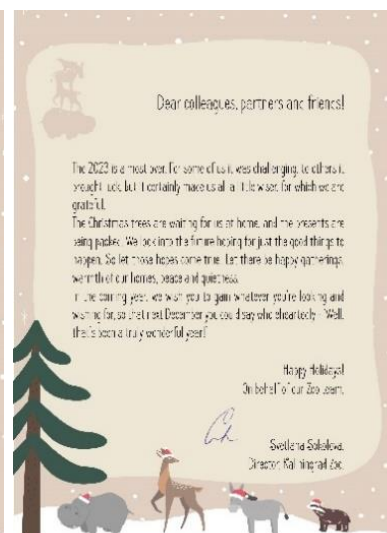 Dear colleagues, partners and friends!
The 2023 is almost over. For some of us it was challenging, to others it
brought luck, but it certainly made us all a little wiser, for which we are
grateful.
The Christmas trees are waiting for us at home, and the presents are
being packed. We look into the future hoping for just the good things to
happen. So let those hopes come true. Let there be happy gatherings,
warmth of our homes, peace and quietness.
In the coming year, we wish you to gain whatever you're looking and
wishing for, so that next December you could say wholeheartedly - "Well,
that's been a truly wonderful year!"
Happy Holidays!
On behalf of our Zoo team,
Svetlana Sokolova,
Director, Kaliningrad Zoo.